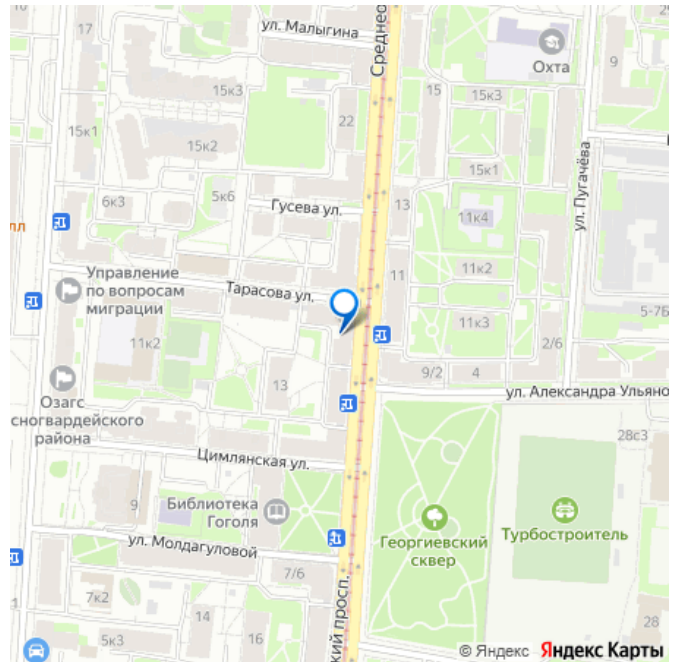 17
ул. Малыгина
Среднео
Охта
9
15к3
15
15к3
22
15к1
15к2
15к1
ул. Пугачёва
6к3
5к6
Гусева ул.
13
11к4
лл
Управление
по вопросам
миграции
Тарасова ул.
11
11к2
5-7Б
11к3
11к2
2/6
13
9/2
4
ул. Александра Ульяно
Озагс
сногвардейского
района
28с3
Цимлянская ул.
9
Библиотека
Гоголя
Георгиевский
сквер
Турбостроитель
ул. Молдагуловой
7/6
7к2
14
16
5к3
кий просп.
28
© Яндекс Яндекс Карты